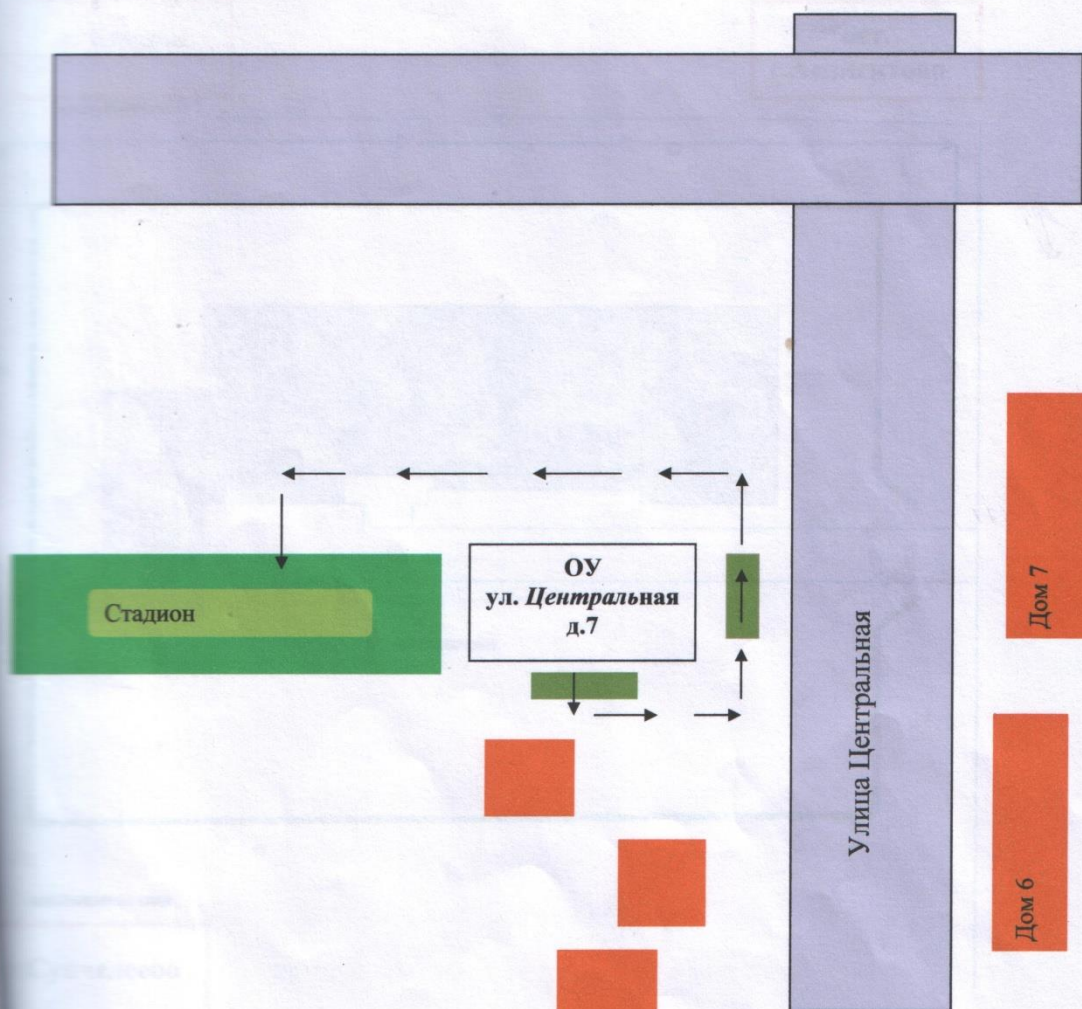 ОУ
ул. Центральная
д.7
Стадион
Улица Центральная
Дом 7
Дом 6